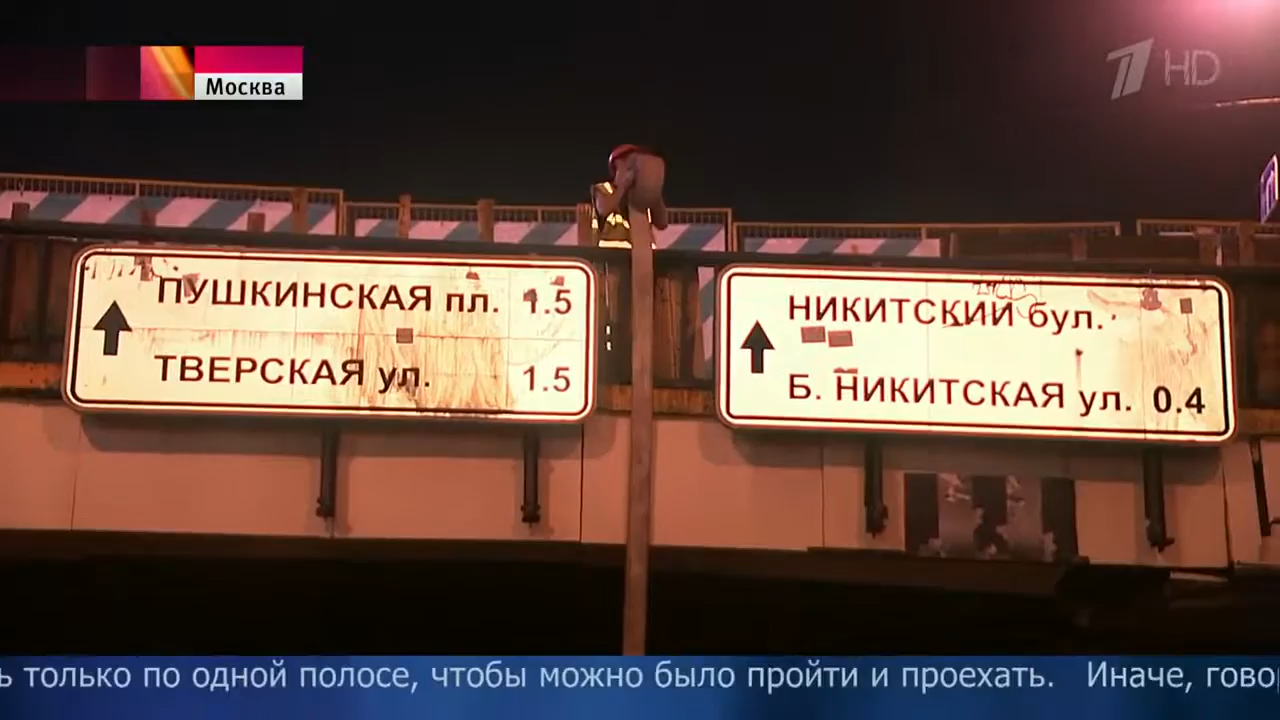 Москва
HD
ПУШКИНСКАЯ пл. 1.5
ТВЕРСКАЯ ул. 1.5
НИКИТСКИЙ бул.
Б. НИКИТСКАЯ ул. 0.4
только по одной полосе, чтобы можно было пройти и проехать. Иначе,